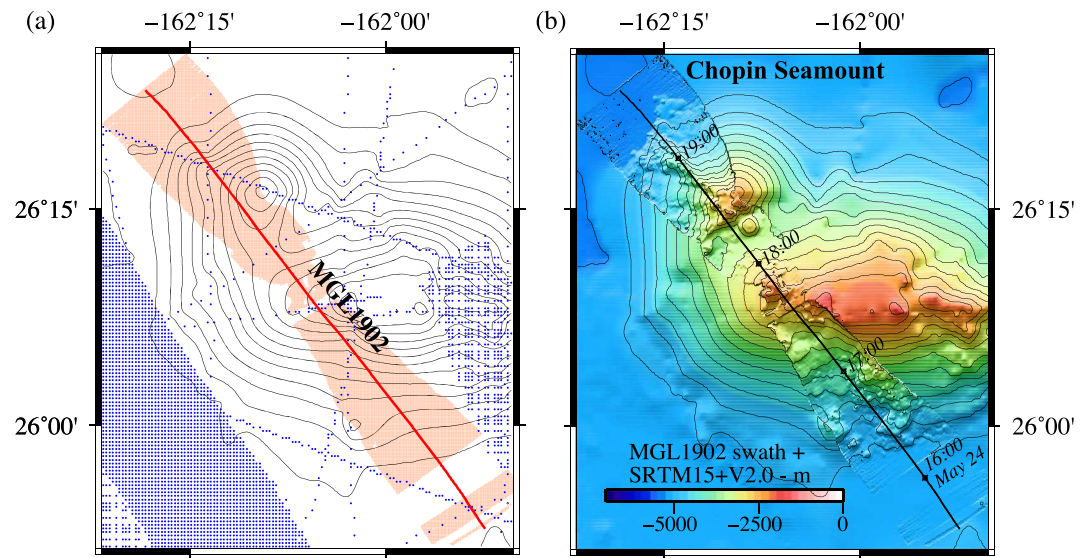 (a)
−162˚15'
−162˚00'
26˚15'
26˚00'
MGL1902
(b)
−162˚15'
−162˚00'
Chopin Seamount
19:00
18:00
17:00
16:00
May 24
26˚15'
26˚00'
MGL1902 swath +
SRTM15+V2.0 - m
−5000
−2500
0